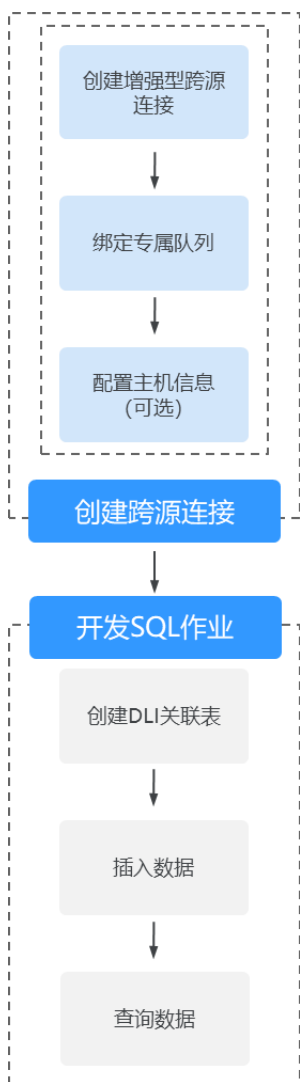 创建增强型跨源
连接
绑定专属队列
配置主机信息
(可选)
创建跨源连接
开发SQL作业
创建DLI关联表
插入数据
查询数据